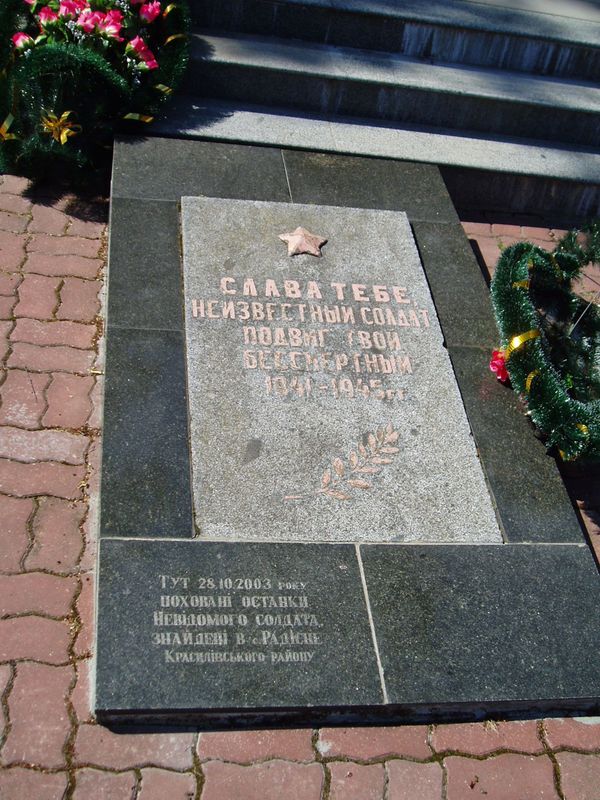 СЛАВА ТЕБЕ,
НЕИЗВЕСТНЫЙ СОЛДАТ
ПОДВИГ ТВОЙ
БЕССМЕРТНЫЙ
1941-1945гг
Тут 28.10.2003 року
поховані останки
Невідомого солдата,
знайдені в с.Радісне
Красилівського району